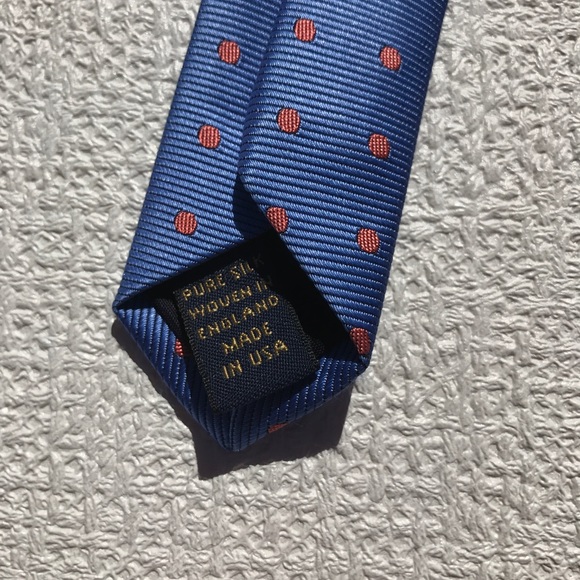 PURE SILK
WOVEN IN
ENGLAND
MADE
IN USA